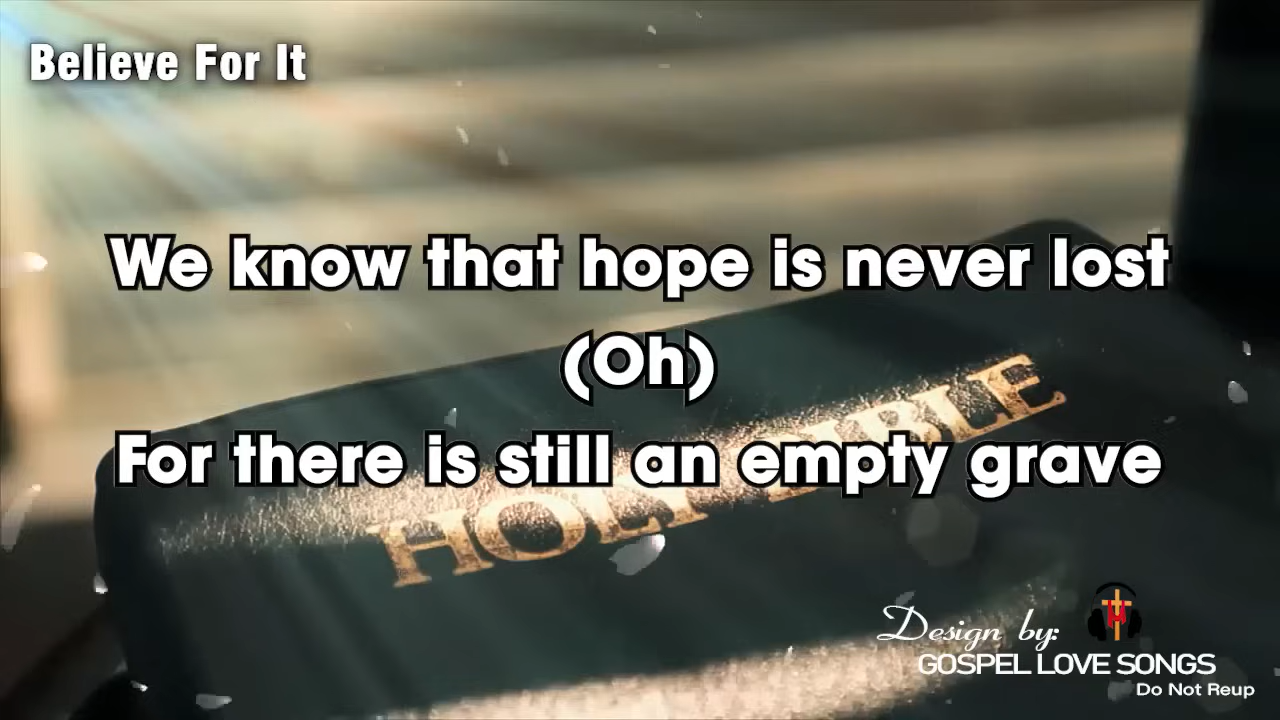 Believe For It
We know that hope is never lost
(Oh)
For there is still an empty grave
HOLY BIBLE
Design by:
GOSPEL LOVE SONGS
Do Not Reup